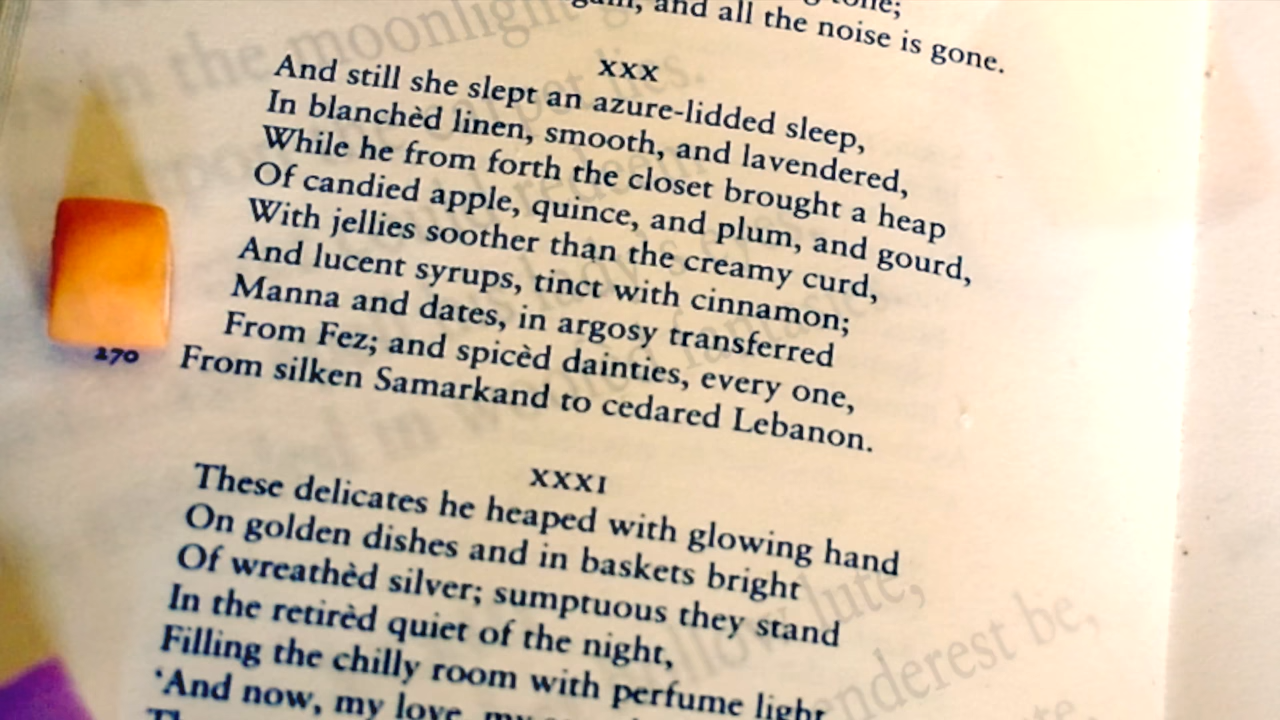 and all the noise is gone.
XXX
And still she slept an azure-lidded sleep,
In blanchèd linen, smooth, and lavendered,
While he from forth the closet brought a heap
Of candied apple, quince, and plum, and gourd,
With jellies soother than the creamy curd,
And lucent syrups, tinct with cinnamon;
Manna and dates, in argosy transferred
From Fez; and spicèd dainties, every one,
270 From silken Samarkand to cedared Lebanon.
XXXI
These delicates he heaped with glowing hand
On golden dishes and in baskets bright
Of wreathèd silver; sumptuous they stand
In the retirèd quiet of the night,
Filling the chilly room with perfume light.
‘And now, my love, my